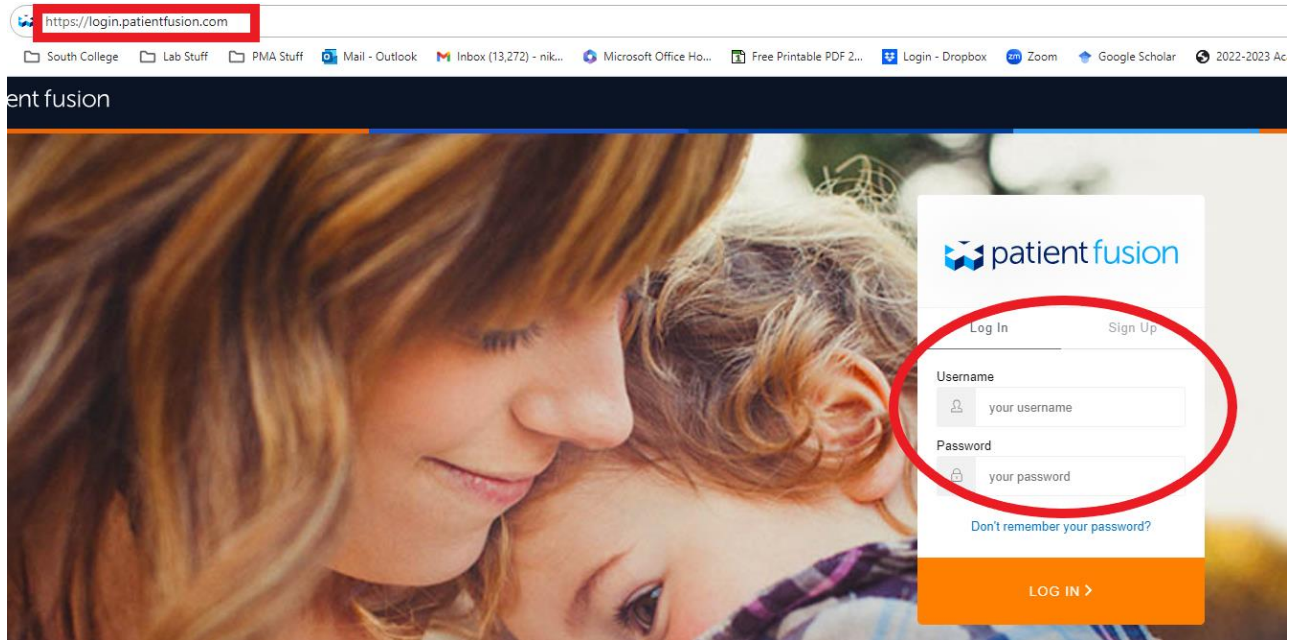 https://login.patientfusion.com
South College Lab Stuff PMA Stuff Mail - Outlook Inbox (13,272) - nik... Microsoft Office Ho... Free Printable PDF 2... Login - Dropbox zm Zoom Google Scholar 2022-2023 Ac
ent fusion
patient fusion
Log In Sign Up
Username
your username
Password
your password
Don't remember your password?
LOG IN >